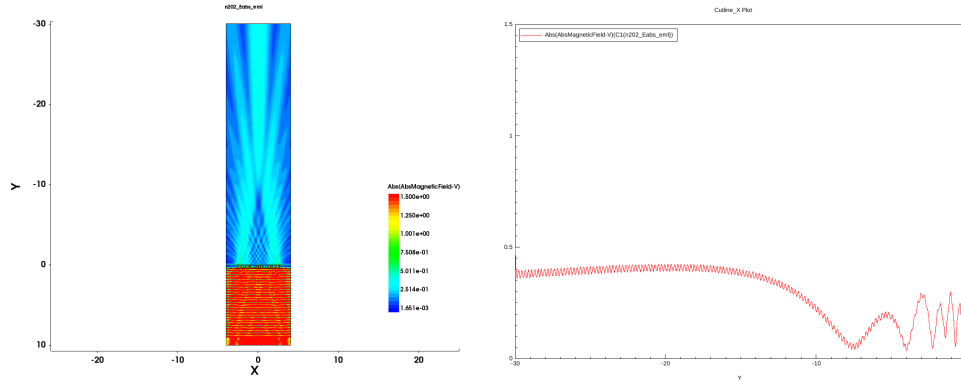 n202_Eabs_eml
-30
-20
-10
0
10
Y
-20
0
20
X
Abs(AbsMagneticField-V)
1.500e+00
1.250e+00
1.001e+00
7.508e-01
5.011e-01
2.514e-01
1.651e-03
Cutline_X Plot
Abs(AbsMagneticField-V)(C1(n202_Eabs_eml))
1.5
1
0.5
0
-30
-20
-10
Y